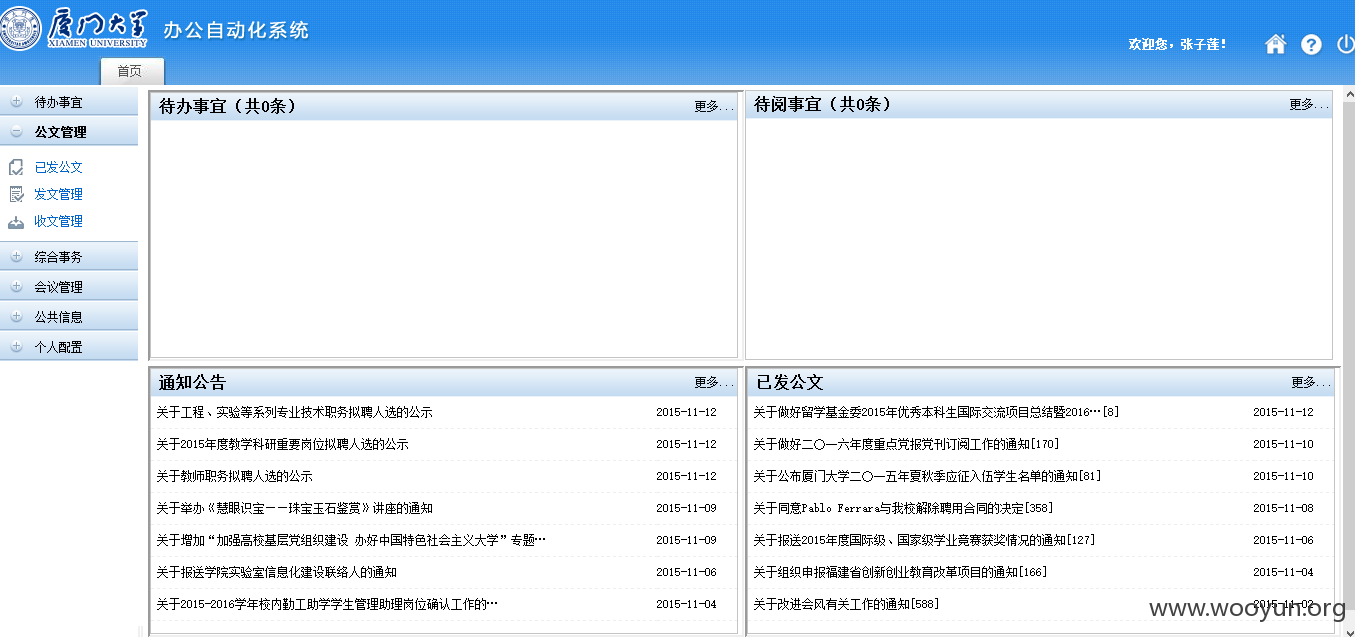 厦门大学
XIAMEN UNIVERSITY
办公自动化系统
欢迎您，张子莲！
首页
待办事宜
公文管理
已发公文
发文管理
收文管理
综合事务
会议管理
公共信息
个人配置
待办事宜（共0条）
更多...
待阅事宜（共0条）
更多...
通知公告
更多...
关于工程、实验等系列专业技术职务拟聘人选的公示 2015-11-12
关于2015年度教学科研重要岗位拟聘人选的公示 2015-11-12
关于教师职务拟聘人选的公示 2015-11-12
关于举办《慧眼识宝——珠宝玉石鉴赏》讲座的通知 2015-11-09
关于增加“加强高校基层党组织建设 办好中国特色社会主义大学”专题… 2015-11-09
关于报送学院实验室信息化建设联络人的通知 2015-11-06
关于2015-2016学年校内勤工助学学生管理助理岗位确认工作的… 2015-11-04
已发公文
更多...
关于做好留学基金委2015年优秀本科生国际交流项目总结暨2016…[8] 2015-11-12
关于做好二〇一六年度重点党报党刊订阅工作的通知[170] 2015-11-10
关于公布厦门大学二〇一五年夏秋季应征入伍学生名单的通知[81] 2015-11-10
关于同意Pablo Ferrara与我校解除聘用合同的决定[358] 2015-11-08
关于报送2015年度国际级、国家级学业竞赛获奖情况的通知[127] 2015-11-06
关于组织申报福建省创新创业教育改革项目的通知[166] 2015-11-04
关于改进会风有关工作的通知[588] 2015-11-02
www.wooyun.org